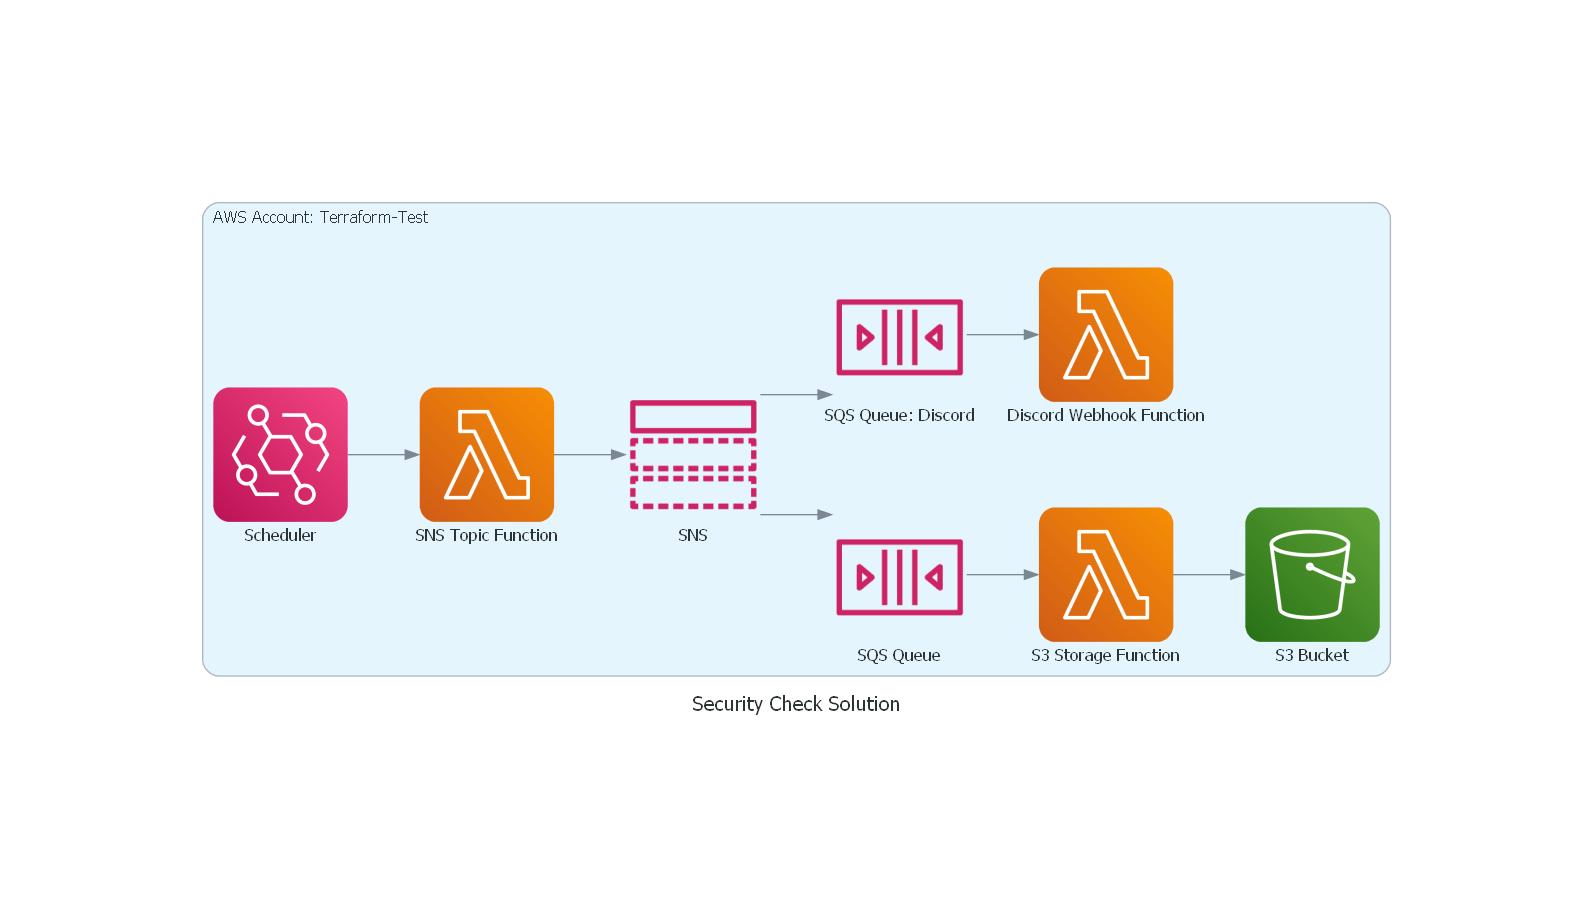 AWS Account: Terraform-Test
SQS Queue: Discord
Discord Webhook Function
Scheduler
SNS Topic Function
SNS
SQS Queue
S3 Storage Function
S3 Bucket
Security Check Solution